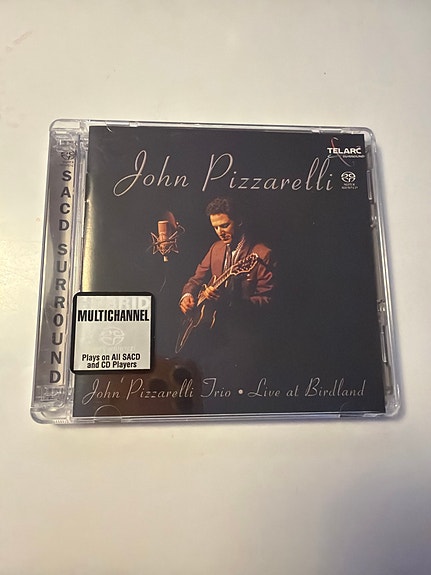 TELARC
SURROUND
John Pizzarelli
SACD SURROUND
HYBRID
MULTICHANNEL
Plays on All SACD
and CD Players
John Pizzarelli Trio • Live at Birdland